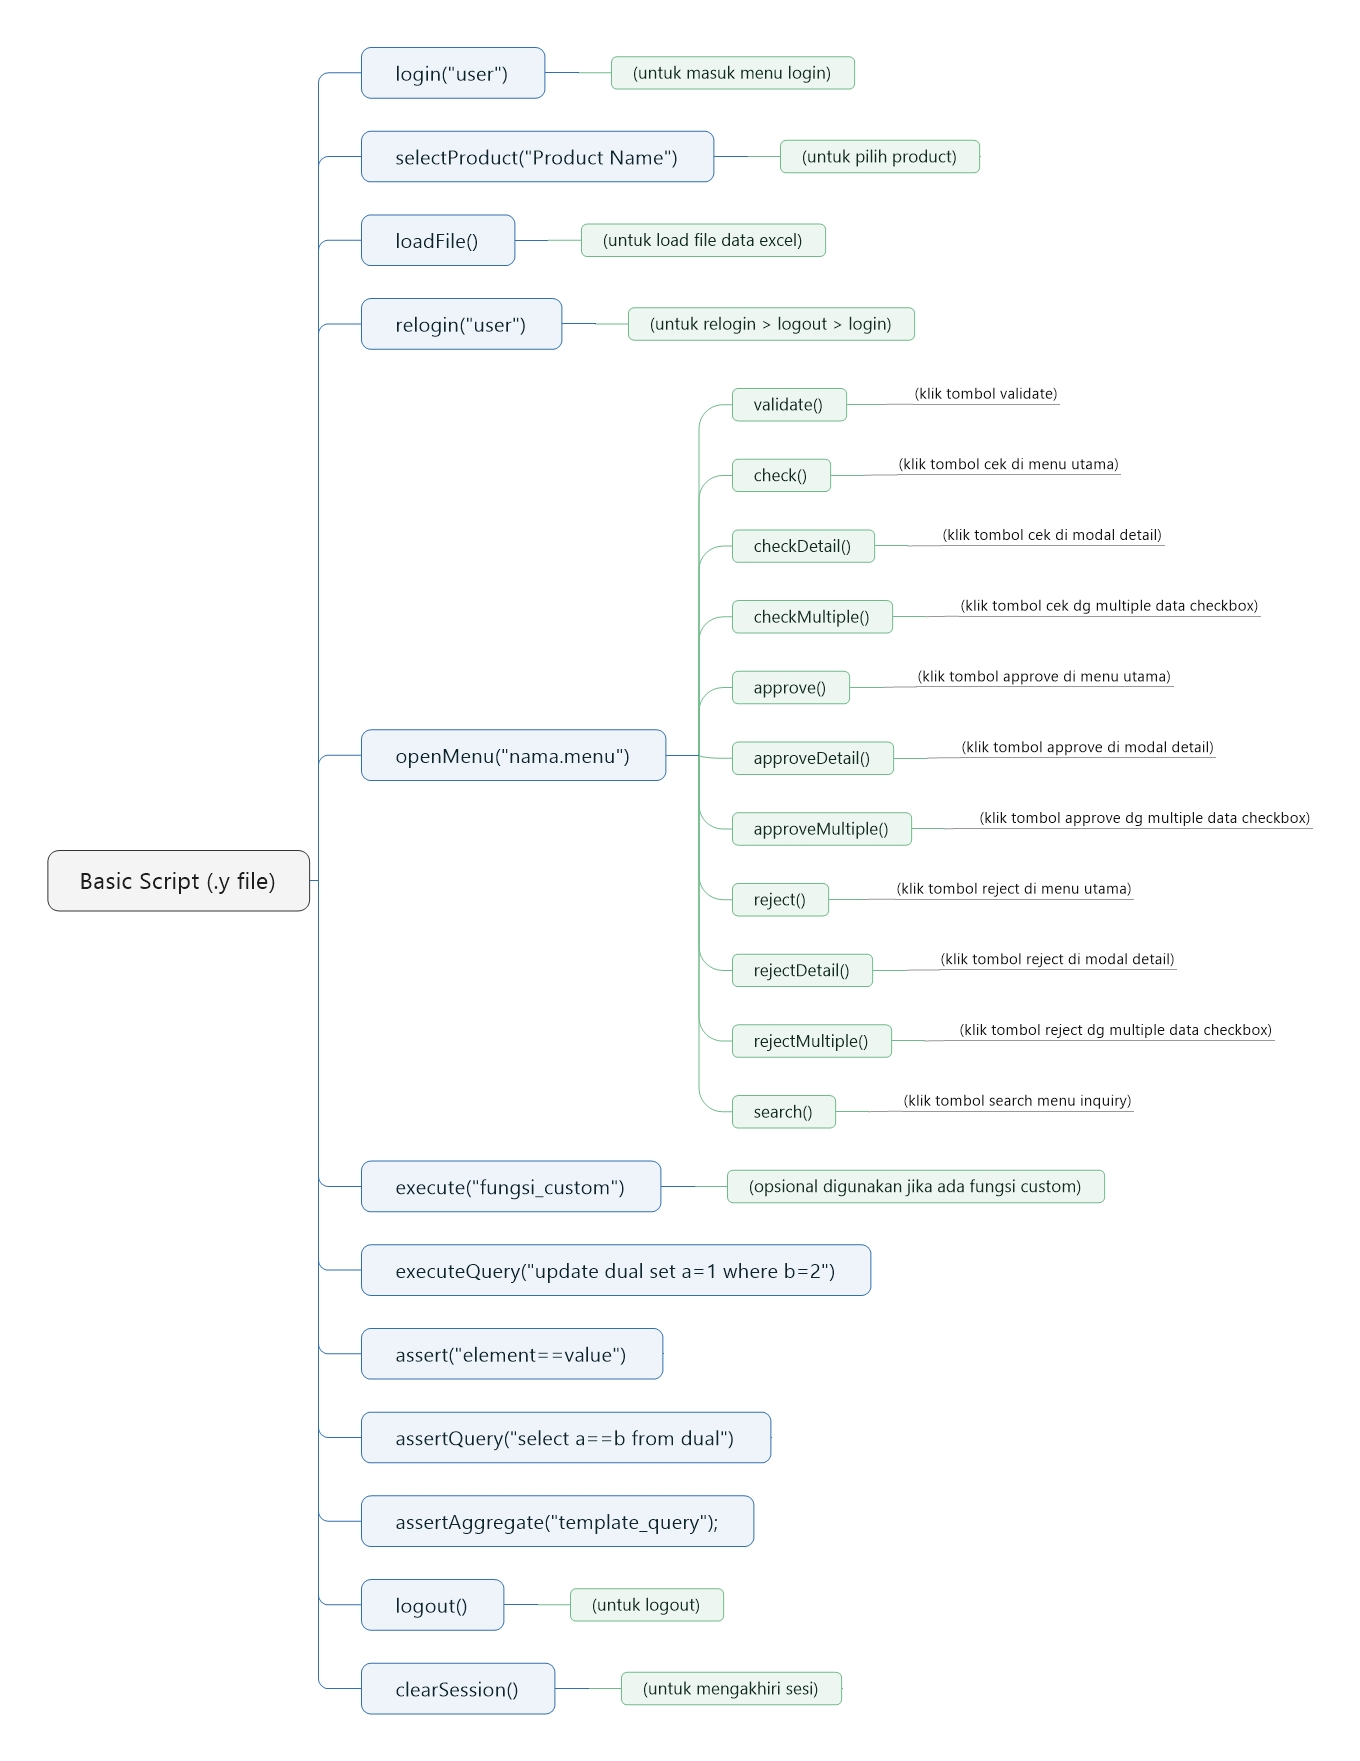 login("user")
(untuk masuk menu login)
selectProduct("Product Name")
(untuk pilih product)
loadFile()
(untuk load file data excel)
relogin("user")
(untuk relogin > logout > login)
validate()
(klik tombol validate)
check()
(klik tombol cek di menu utama)
checkDetail()
(klik tombol cek di modal detail)
checkMultiple()
(klik tombol cek dg multiple data checkbox)
approve()
(klik tombol approve di menu utama)
openMenu("nama.menu")
approveDetail()
(klik tombol approve di modal detail)
approveMultiple()
(klik tombol approve dg multiple data checkbox)
Basic Script (.y file)
reject()
(klik tombol reject di menu utama)
rejectDetail()
(klik tombol reject di modal detail)
rejectMultiple()
(klik tombol reject dg multiple data checkbox)
search()
(klik tombol search menu inquiry)
execute("fungsi_custom")
(opsional digunakan jika ada fungsi custom)
executeQuery("update dual set a=1 where b=2")
assert("element==value")
assertQuery("select a==b from dual")
assertAggregate("template_query");
logout()
(untuk logout)
clearSession()
(untuk mengakhiri sesi)